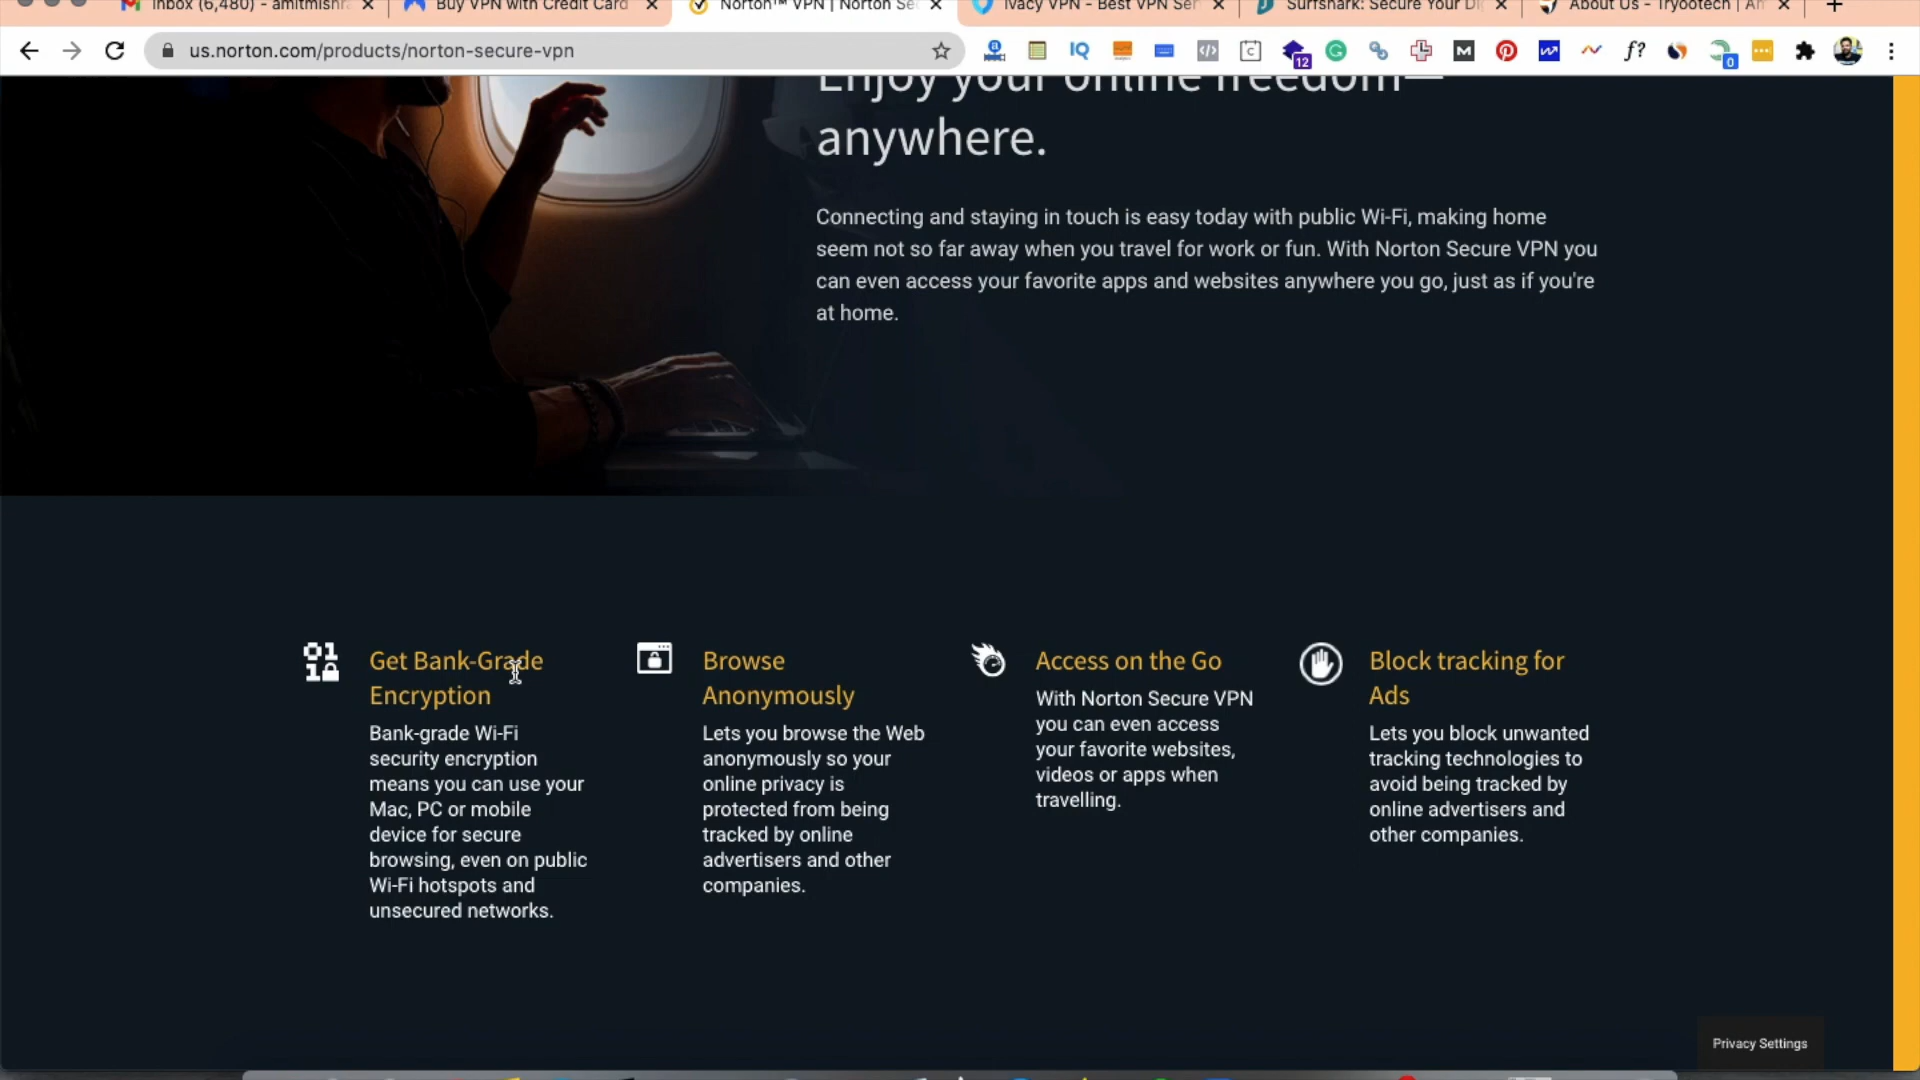 Inbox (6,480) - amitmishra
Buy VPN with Credit Card
Norton™ VPN | Norton Se
Ivacy VPN - Best VPN Ser
Surfshark: Secure Your Di
About Us - Tryootech | Am
us.norton.com/products/norton-secure-vpn
12
0
Enjoy your online freedom—
anywhere.
Connecting and staying in touch is easy today with public Wi-Fi, making home
seem not so far away when you travel for work or fun. With Norton Secure VPN you
can even access your favorite apps and websites anywhere you go, just as if you're
at home.
Get Bank-Grade
Encryption
Bank-grade Wi-Fi
security encryption
means you can use your
Mac, PC or mobile
device for secure
browsing, even on public
Wi-Fi hotspots and
unsecured networks.
Browse
Anonymously
Lets you browse the Web
anonymously so your
online privacy is
protected from being
tracked by online
advertisers and other
companies.
Access on the Go
With Norton Secure VPN
you can even access
your favorite websites,
videos or apps when
travelling.
Block tracking for
Ads
Lets you block unwanted
tracking technologies to
avoid being tracked by
online advertisers and
other companies.
Privacy Settings